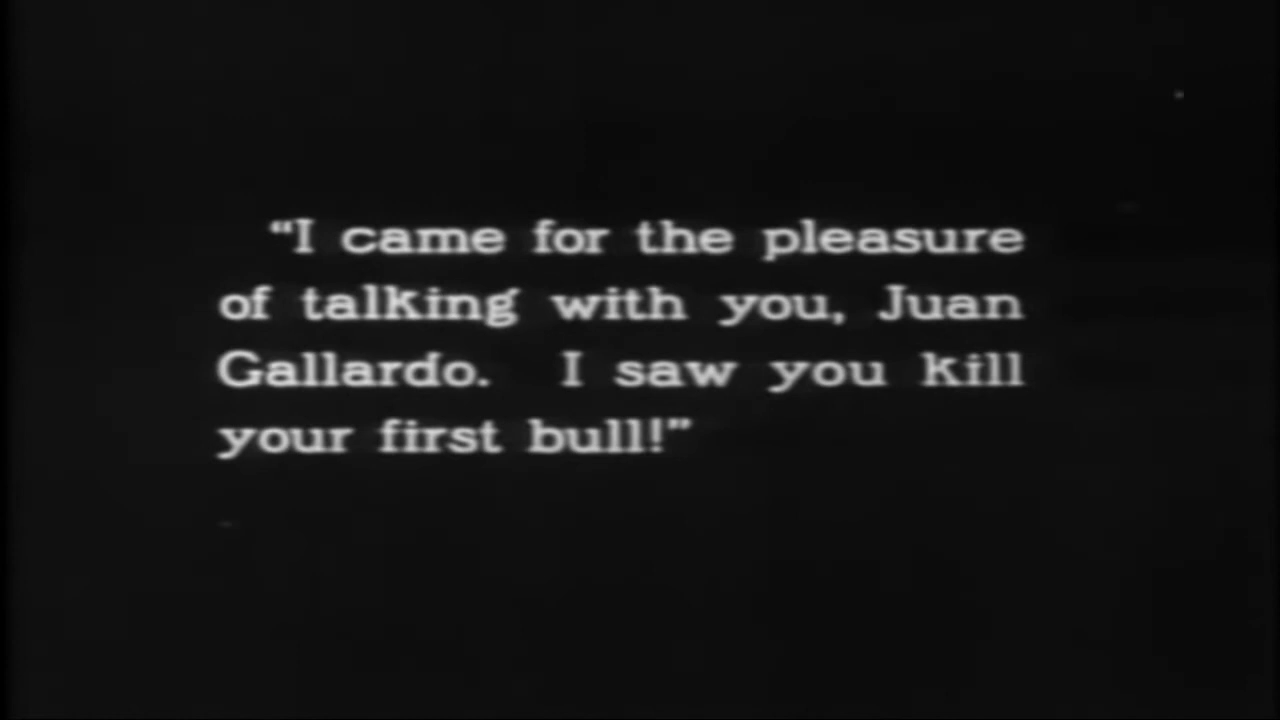 “I came for the pleasure
of talking with you, Juan
Gallardo. I saw you kill
your first bull!”